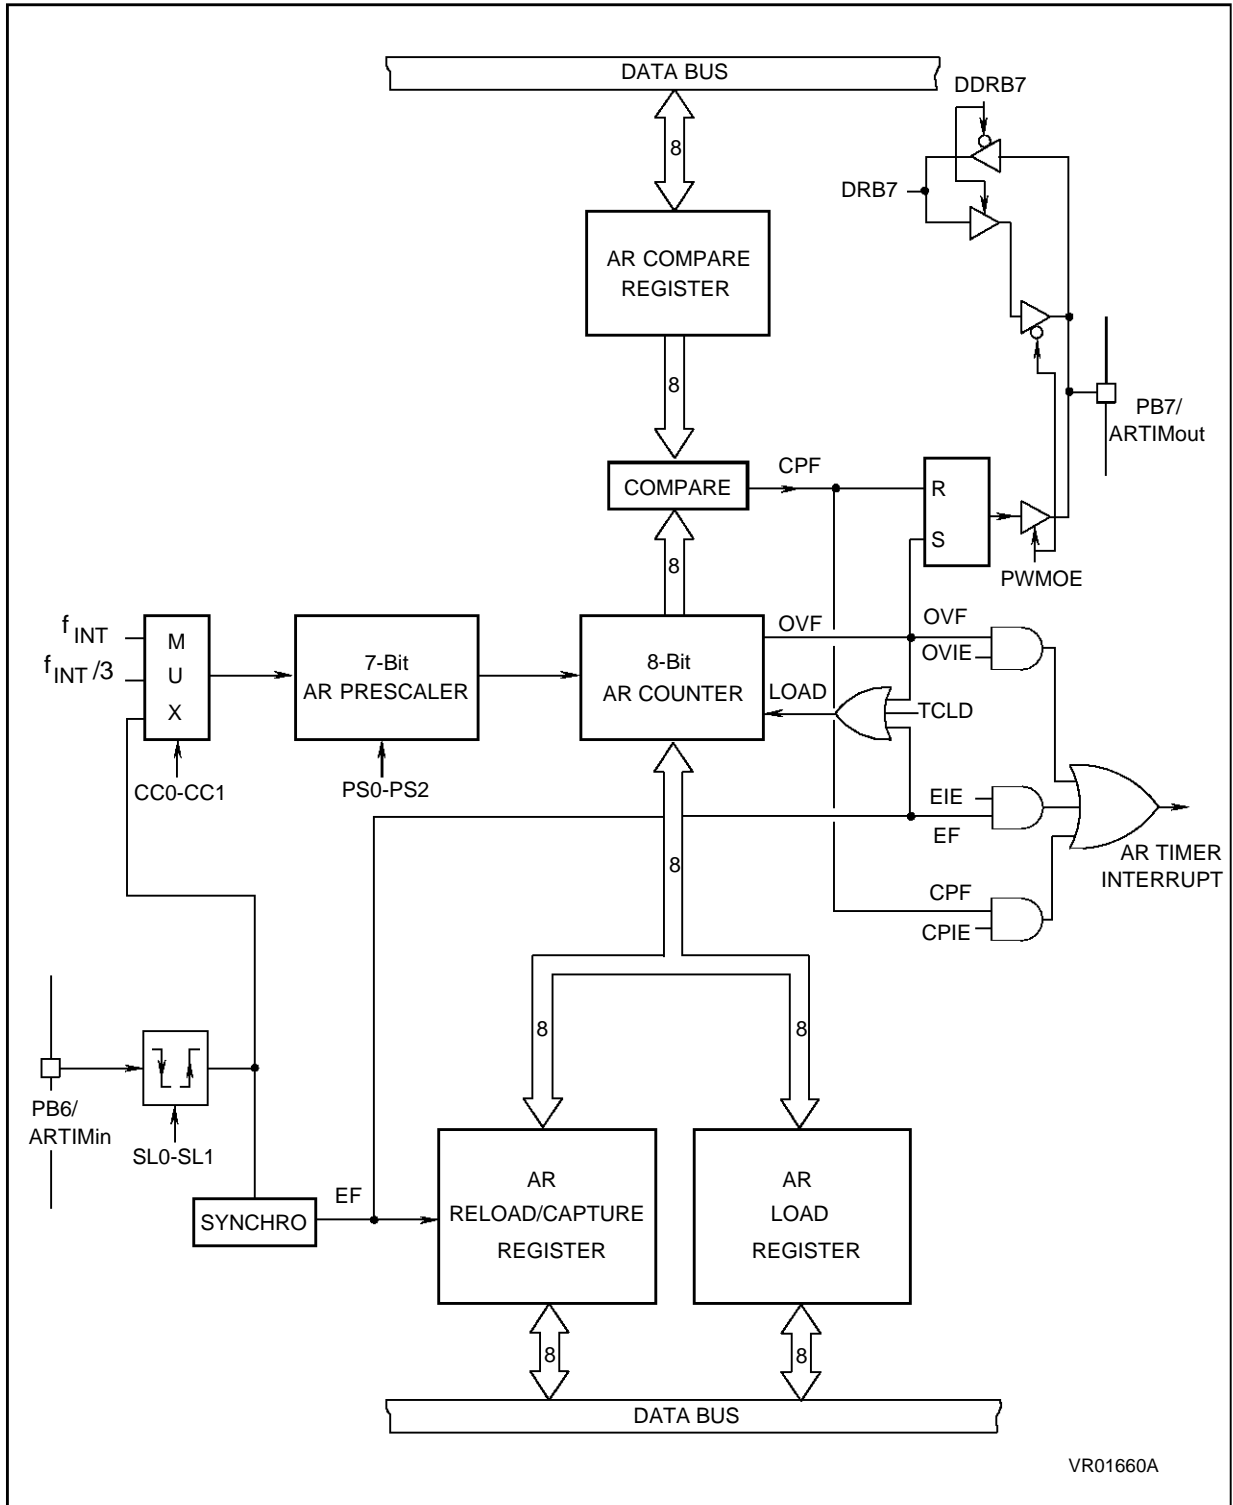 DATA BUS
DDRB7
8
DRB7
AR COMPARE
REGISTER
8
PB7/
ARTIMout
CPF
COMPARE
R
S
8
PWMOE
f INT
f INT /3
M
U
X
7-Bit
AR PRESCALER
8-Bit
AR COUNTER
OVF
OVF
OVIE
LOAD
TCLD
CC0-CC1
PS0-PS2
EIE
EF
AR TIMER
INTERRUPT
8
CPF
CPIE
8
8
PB6/
ARTIMin
SL0-SL1
EF
SYNCHRO
AR
RELOAD/CAPTURE
REGISTER
AR
LOAD
REGISTER
8
8
DATA BUS
VR01660A